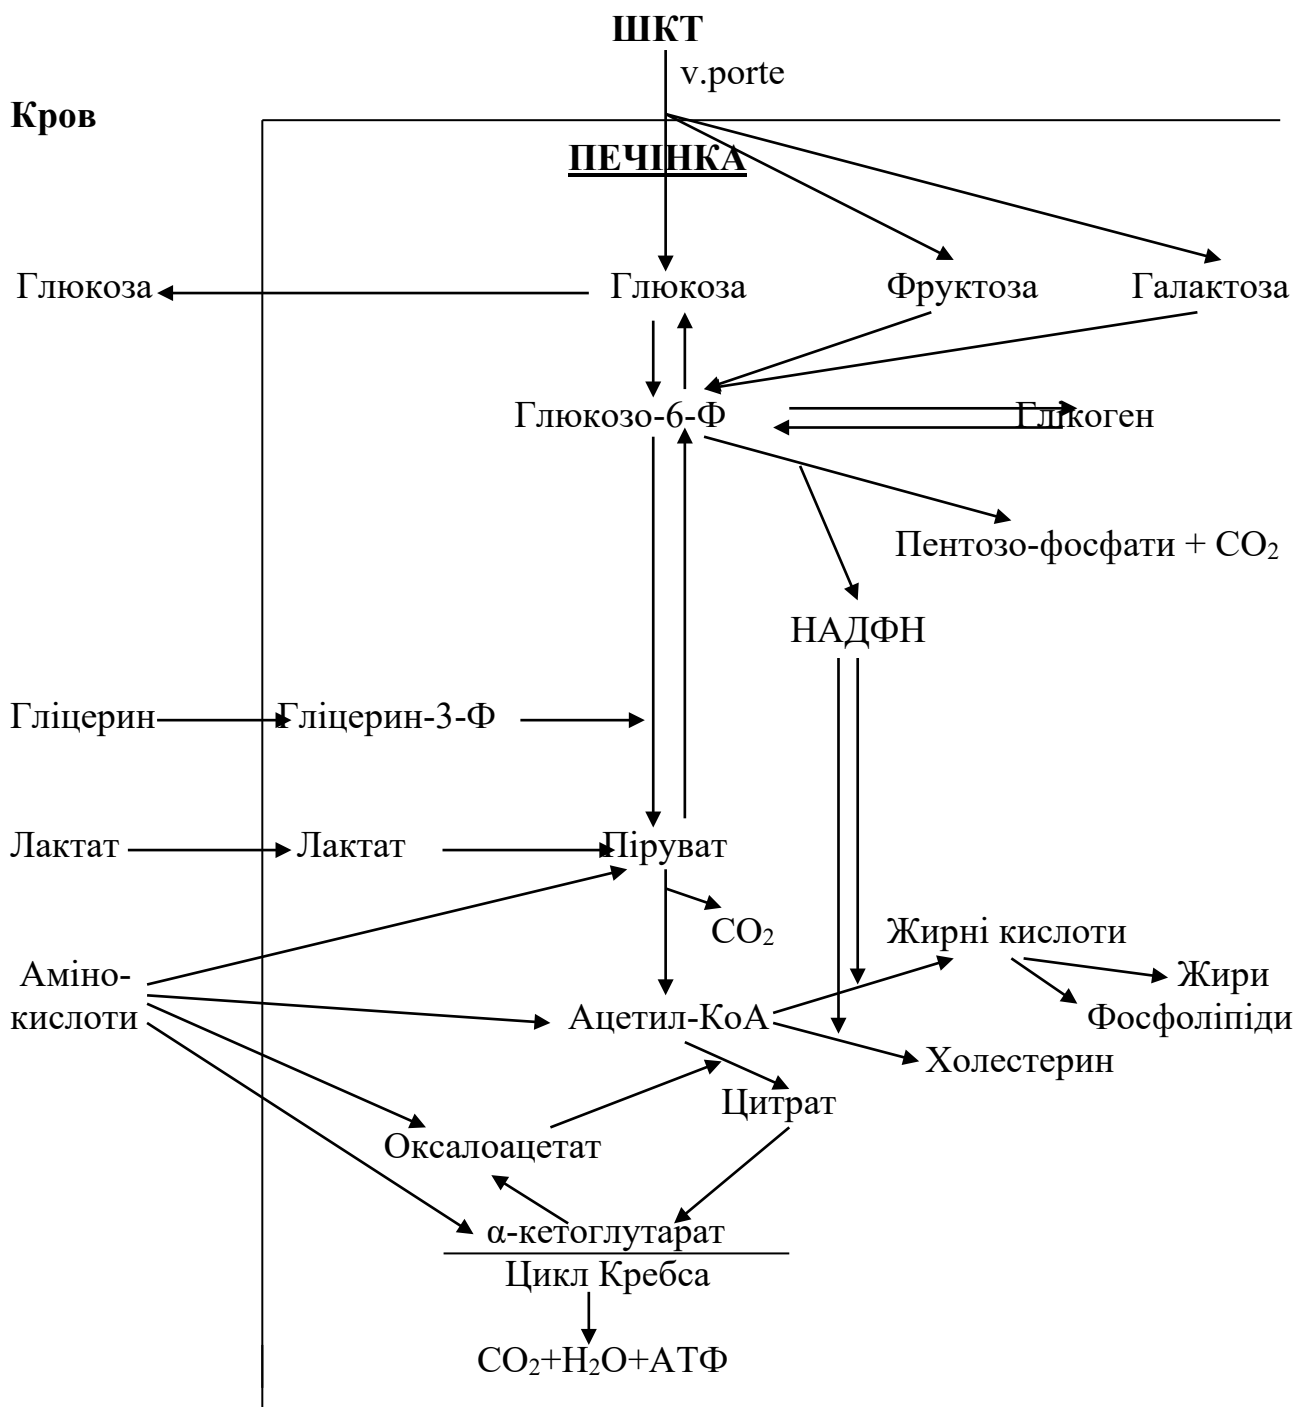 ШКТ
v.porte
Кров
ПЕЧІНКА
Глюкоза Глюкоза Фруктоза Галактоза
Глюкозо-6-Ф Глікоген
Пентозо-фосфати + CO₂
НАДФН
Гліцерин Гліцерин-3-Ф
Лактат Лактат Піруват
CO₂ Жирні кислоти
Аміно- Жири
кислоти Ацетил-КоА Фосфоліпіди
Холестерин
Цитрат
Оксалоацетат
α-кетоглутарат
Цикл Кребса
CO₂+H₂O+АТФ